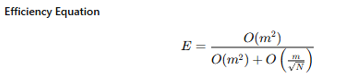 Efficiency Equation
E = O(m²) / (O(m²) + O(m/√N))